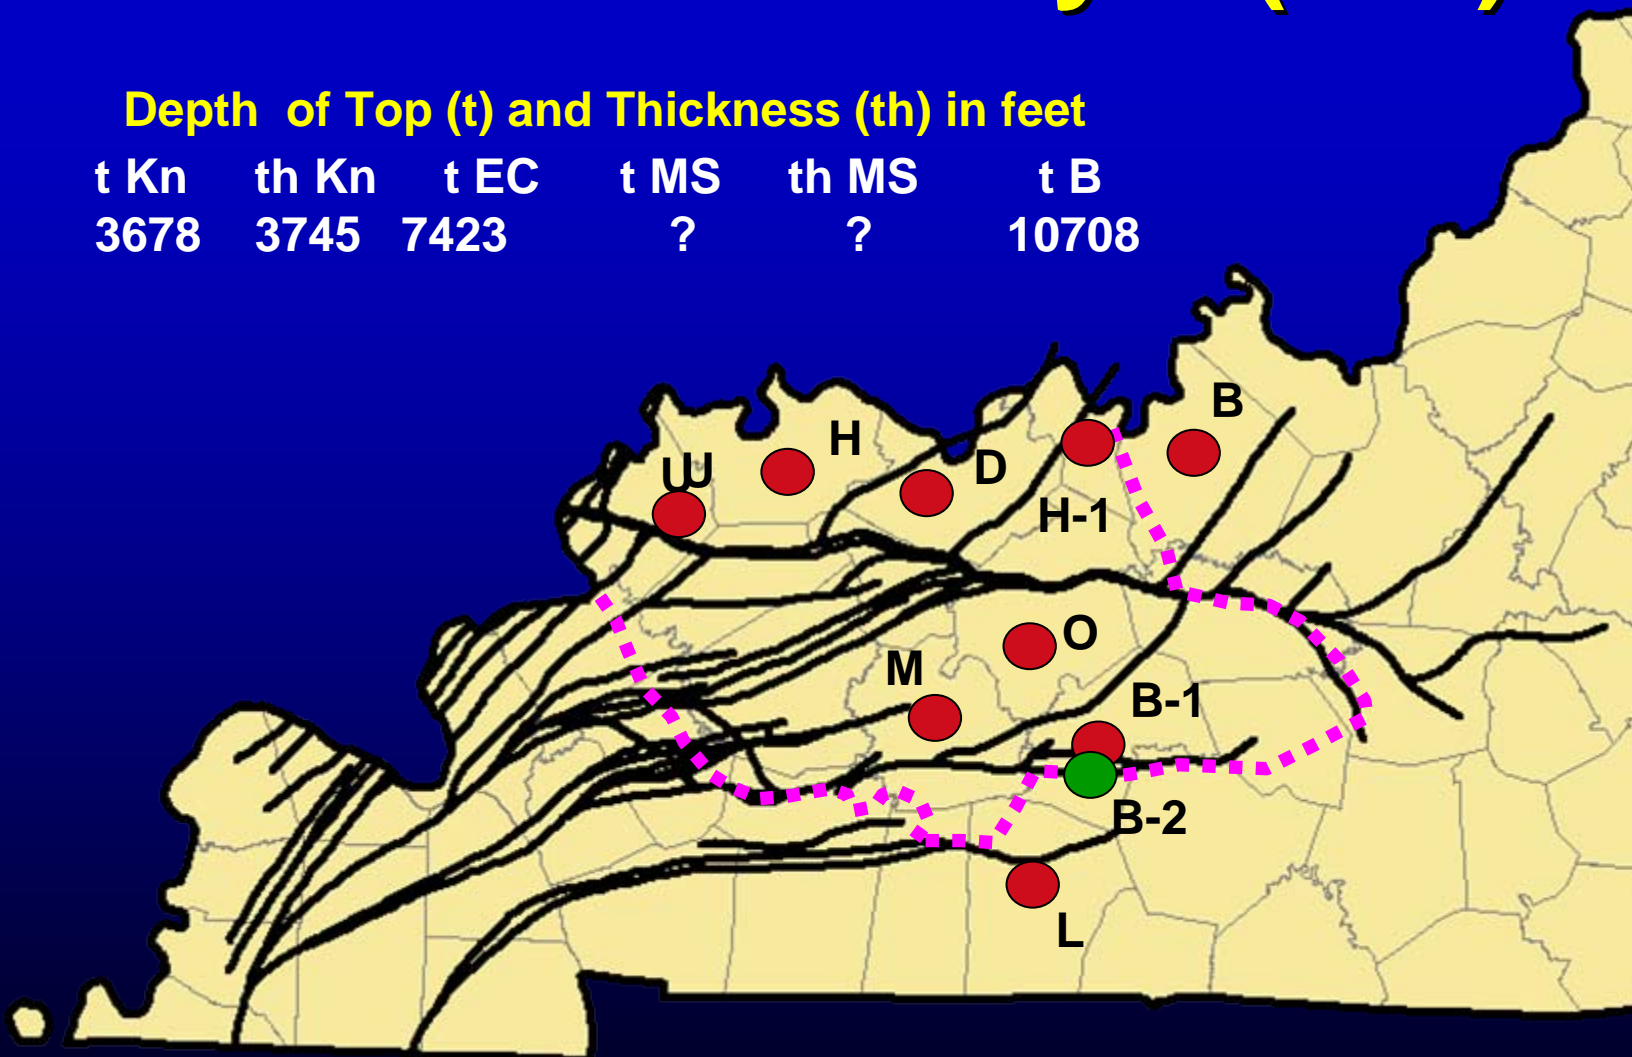 Depth of Top (t) and Thickness (th) in feet
t Kn th Kn t EC t MS th MS t B
3678 3745 7423 ? ? 10708
B
H
U
U
D
H-1
O
M
B-1
B-2
L